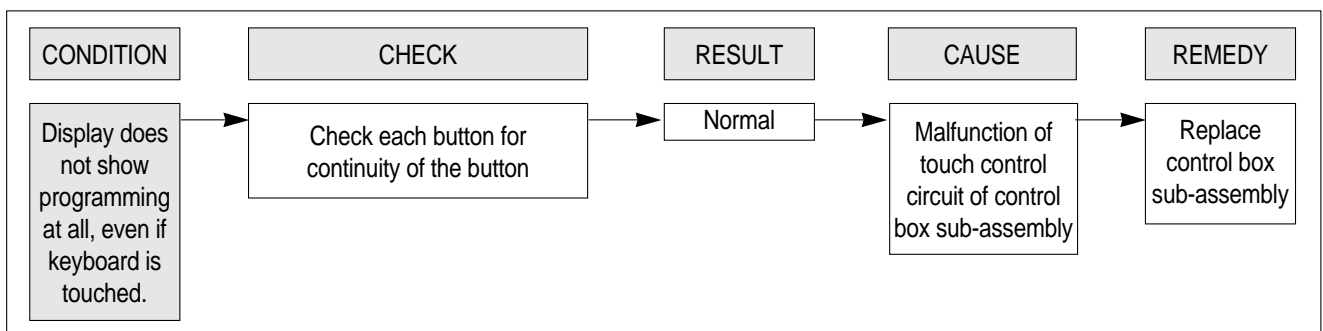 CONDITION
CHECK
RESULT
CAUSE
REMEDY
Display does
not show
programming
at all, even if
keyboard is
touched.
Check each button for
continuity of the button
Normal
Malfunction of
touch control
circuit of control
box sub-assembly
Replace
control box
sub-assembly